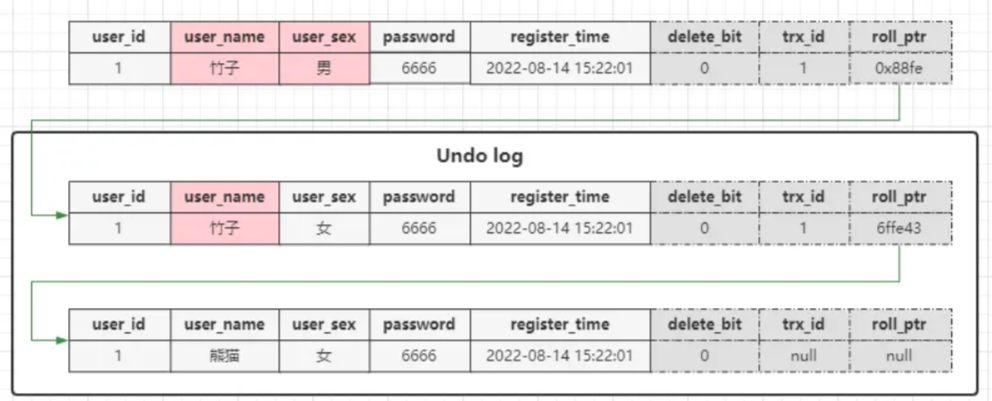 user_id user_name user_sex password register_time delete_bit trx_id roll_ptr
1 竹子 男 6666 2022-08-14 15:22:01 0 1 0x88fe
Undo log
user_id user_name user_sex password register_time delete_bit trx_id roll_ptr
1 竹子 女 6666 2022-08-14 15:22:01 0 1 6ffe43
user_id user_name user_sex password register_time delete_bit trx_id roll_ptr
1 熊猫 女 6666 2022-08-14 15:22:01 0 null null